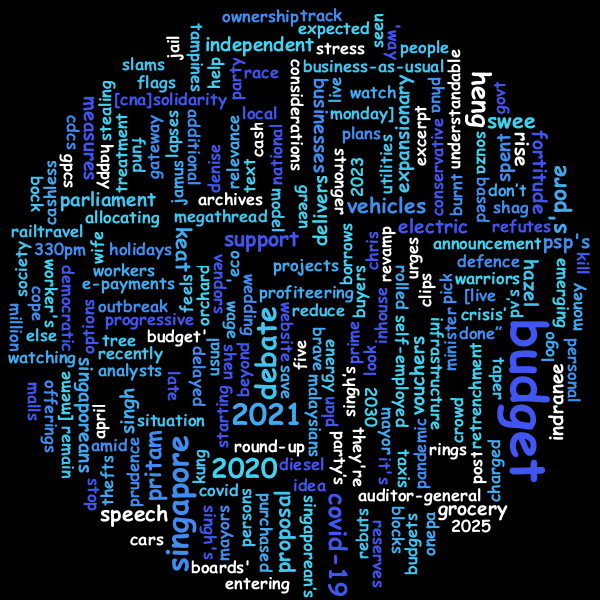 ownership
track
expected
seen
'way
tampines
jail
slams
flags
help
independent
stress
people
party
race
considerations
business-as-usual
[cna]
solidarity
live
watch
monday]
plans
businesses
expansionary
utilities
excerpt
conservative
phua
understandable
heng
govt
swee
rise
fortitude
measures
stealing
happy
treatment
fund
gateway
lapses
jamus
additional
denise
relevance
local
text
cash
national
model
green
delivers
stronger
2023
burnt
souza
based
spent
don't
shag
cdcs
gpcs
cashless
bock
parliament
allocating
archives
megathread
vehicles
electric
refutes
's
pore
railtravel
330pm
holidays
wife
keat
support
chris
revamp
urges
announcement
psp's
kill
society
worker's
workers
e-payments
feels
orchard
vendors
eco
wedding
projects
profiteering
reduce
borrows
buyers
clips
rolled
defence
warriors
[live
crisis'
done”
emerging
money
personal
hazel
million
cope
democratic
outbreak
progressive
options:
budget'
wage
,
website
save
brave
malaysians
inhouse
look
prime
minister
pick
self-employed
infrastructure
else
watching
tree
recently
analysts
delayed
late
sheng
beyond
debate
five
energy
plan
singh's
2030
vouchers
retrenchment
taper
budget
indranee
malls
offerings
[meme]
remain
singaporeans
april
singh
situation
starting
2021
round-up
party's
they're
mayor
it's
taxis
pandemic
crowd
rings
post
charged
stop
thefts
amid
prudence
pritam
singapore
kung
2020
diesel
idea
covid
auditor-general
grocery
2025
speech
cars
boards'
singh's
mayors
persons
purchased
proposal
singaporean's
covid-19
rebuts
reserves
blocks
budgets
onepa
entering